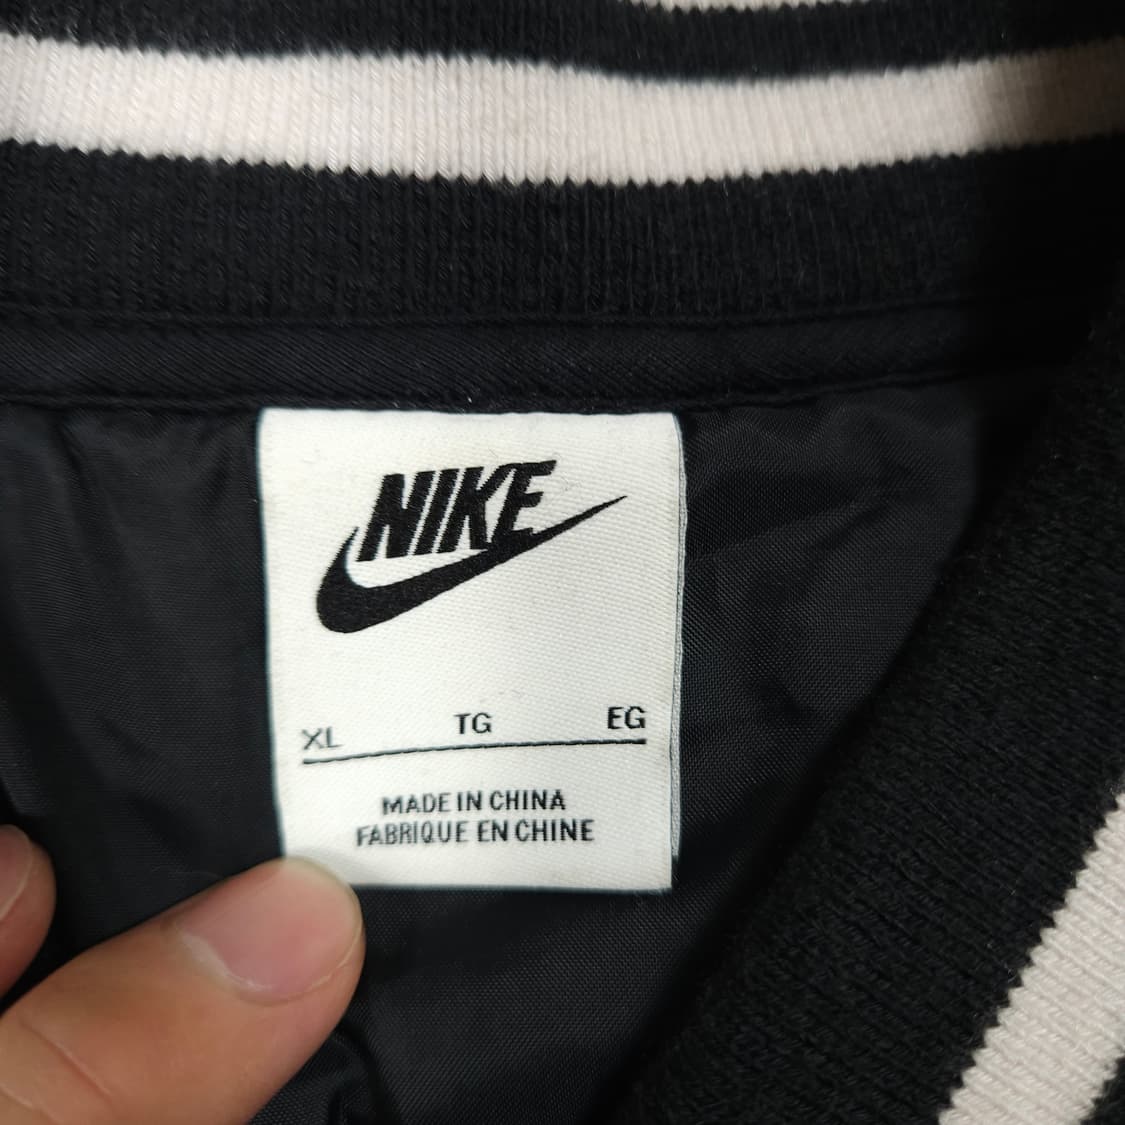 NIKE
XL TG EG
MADE IN CHINA
FABRIQUE EN CHINE